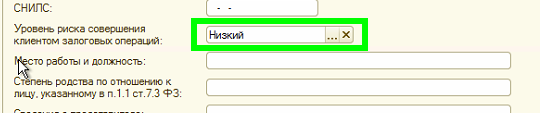 СНИЛС: - -
Уровень риска совершения
клиентом залоговых операций: Низкий ... ×
Место работы и должность:
Степень родства по отношению к
лицу, указанному в п.1.1 ст.7.3 ФЗ: